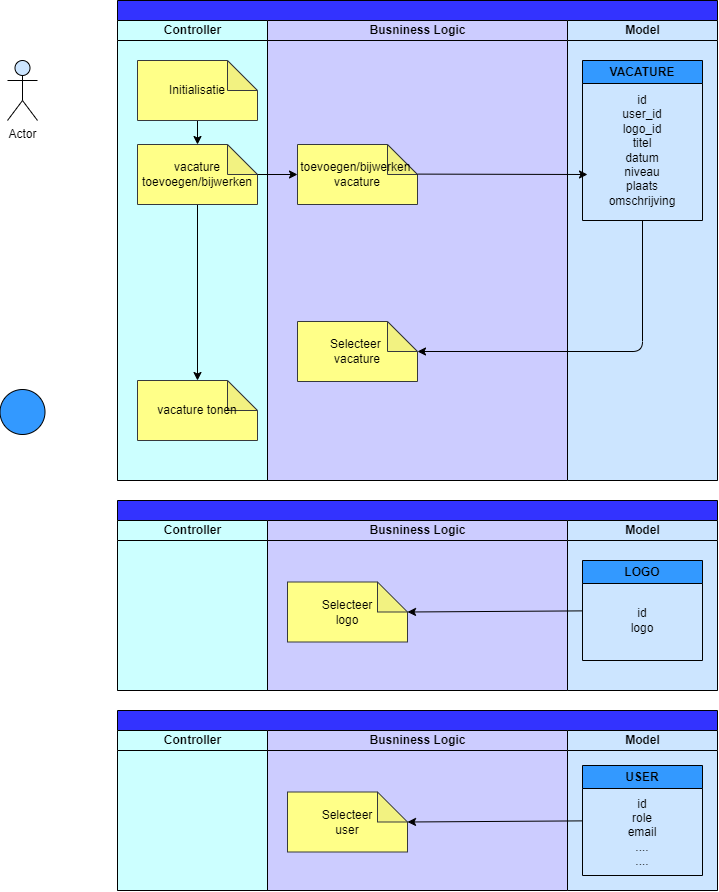 Controller
Busniness Logic
Model
Actor
Initialisatie
vacature
toevoegen/bijwerken
toevoegen/bijwerken
vacature
VACATURE
id
user_id
logo_id
titel
datum
niveau
plaats
omschrijving
Selecteer
vacature
vacature tonen
Controller
Busniness Logic
Model
Selecteer
logo
LOGO
id
logo
Controller
Busniness Logic
Model
Selecteer
user
USER
id
role
email
....
....